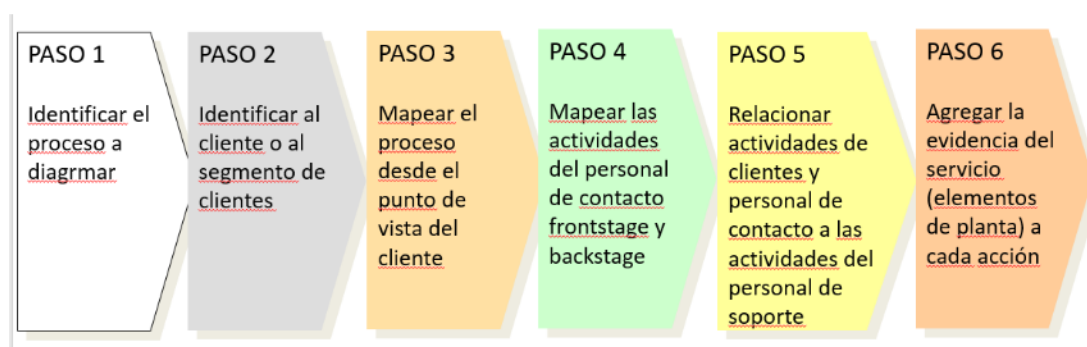 PASO 1
Identificar el
proceso a
diagrmar
PASO 2
Identificar al
cliente o al
segmento de
clientes
PASO 3
Mapear el
proceso
desde el
punto de
vista del
cliente
PASO 4
Mapear las
actividades
del personal
de contacto
frontstage y
backstage
PASO 5
Relacionar
actividades de
clientes y
personal de
contacto a las
actividades del
personal de
soporte
PASO 6
Agregar la
evidencia del
servicio
(elementos
de planta) a
cada acción